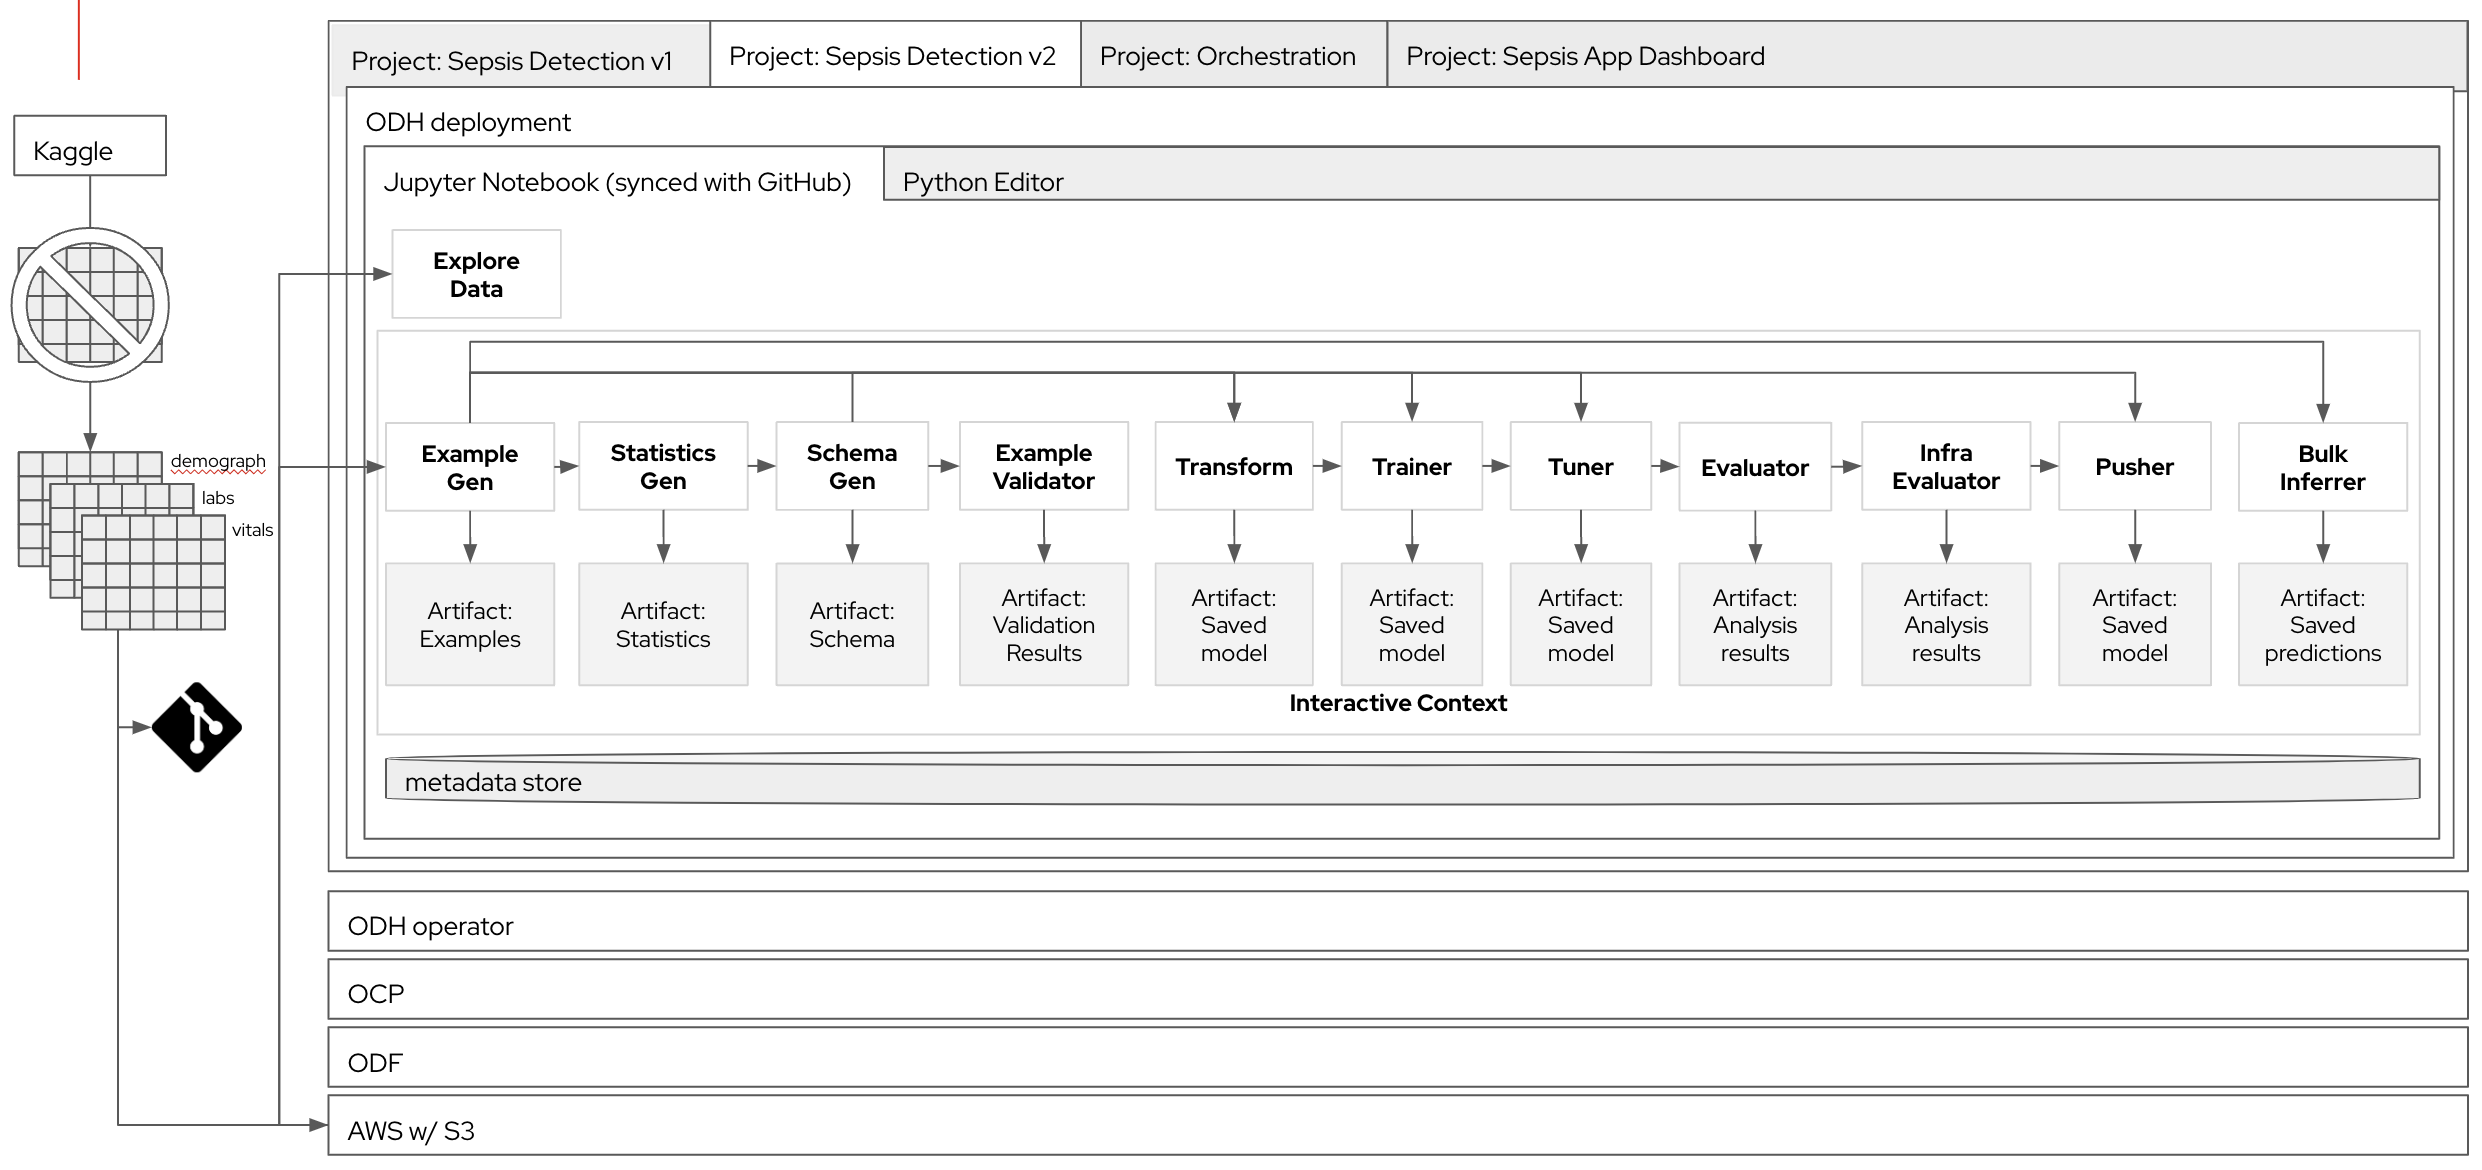 Project: Sepsis Detection v1
Project: Sepsis Detection v2
Project: Orchestration
Project: Sepsis App Dashboard
ODH deployment
Kaggle
Jupyter Notebook (synced with GitHub)
Python Editor
Explore
Data
demograph
labs
vitals
Example
Gen
Statistics
Gen
Schema
Gen
Example
Validator
Transform
Trainer
Tuner
Evaluator
Infra
Evaluator
Pusher
Bulk
Inferrer
Artifact:
Examples
Artifact:
Statistics
Artifact:
Schema
Artifact:
Validation
Results
Artifact:
Saved
model
Artifact:
Saved
model
Artifact:
Saved
model
Artifact:
Analysis
results
Artifact:
Analysis
results
Artifact:
Saved
model
Artifact:
Saved
predictions
Interactive Context
metadata store
ODH operator
OCP
ODF
AWS w/ S3